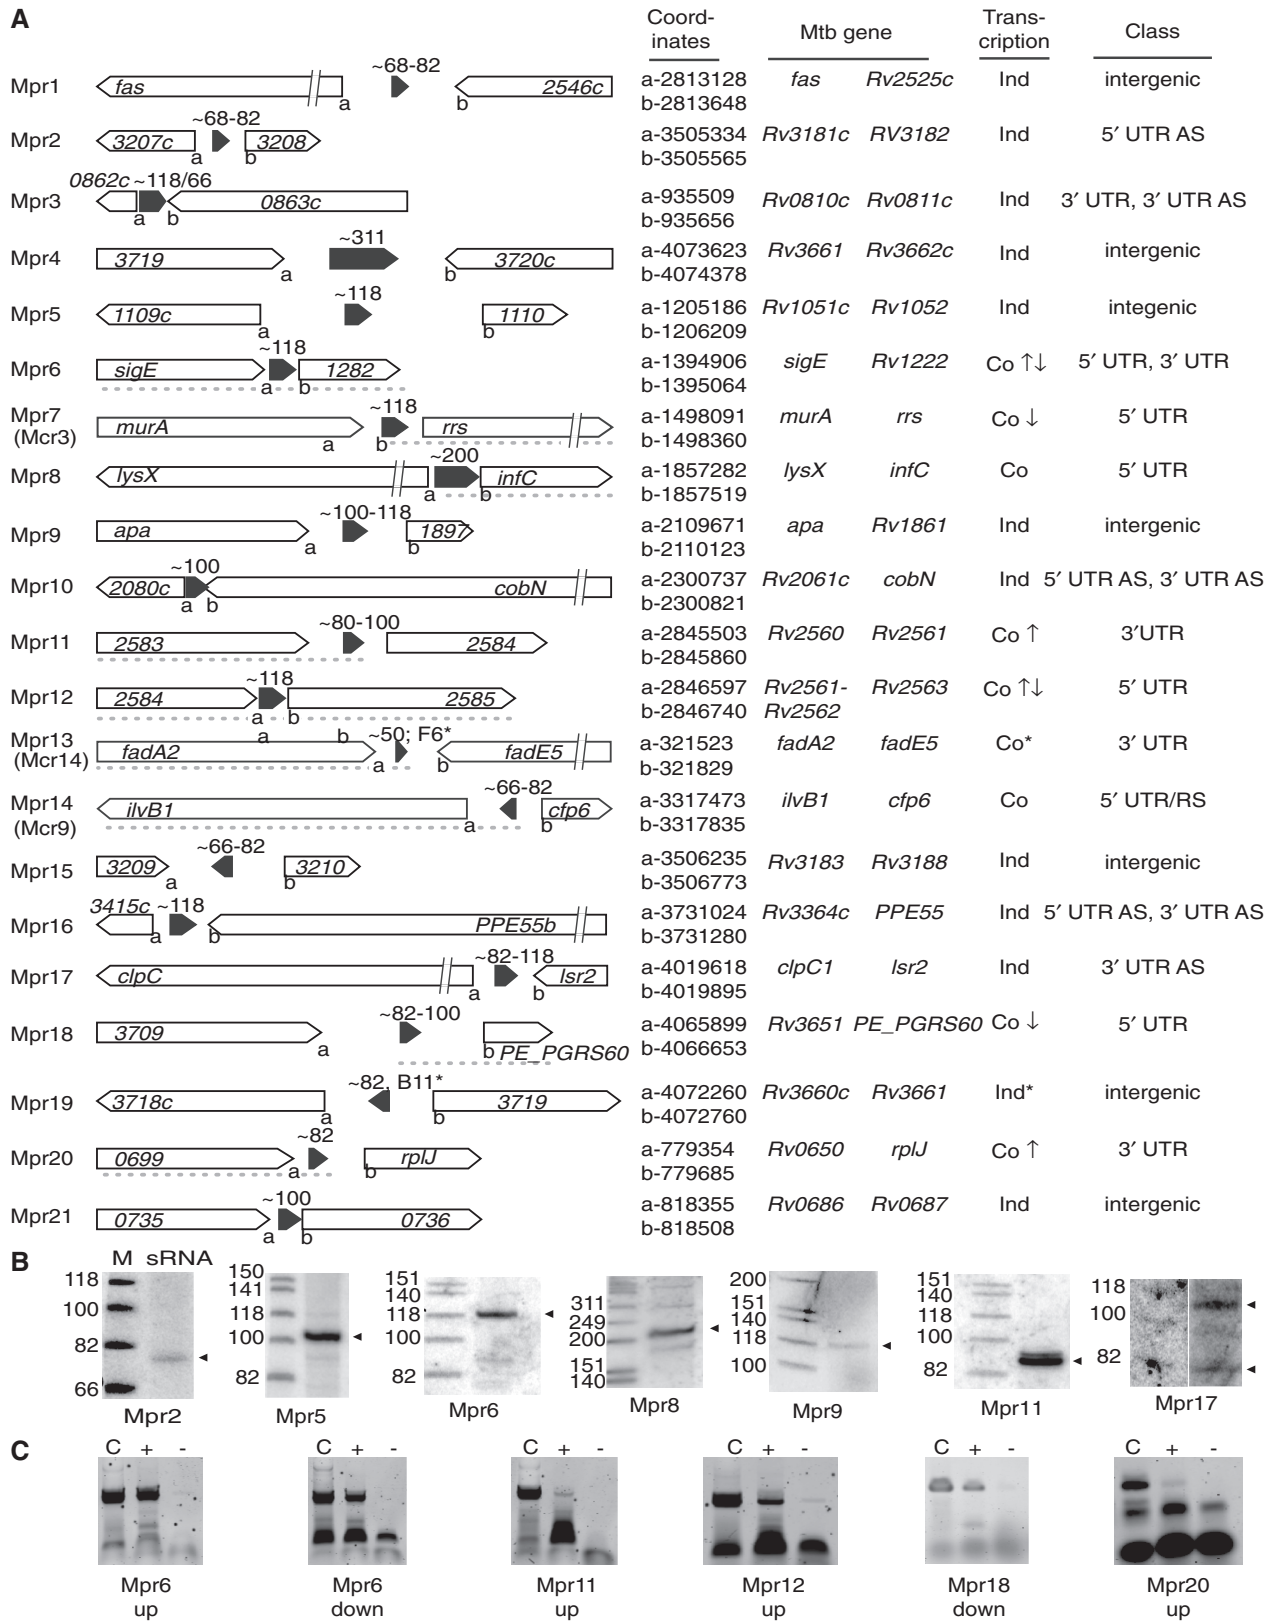 A
Coord-
inates
Mtb gene
Trans-
cription
Class
Mpr1 fas a ~68-82 b 2546c a-2813128 fas Rv2525c Ind intergenic
b-2813648
Mpr2 3207c a ~68-82 b 3208 a-3505334 Rv3181c RV3182 Ind 5′ UTR AS
b-3505565
Mpr3 0862c a ~118/66 b 0863c a-935509 Rv0810c Rv0811c Ind 3′ UTR, 3′ UTR AS
b-935656
Mpr4 3719 a ~311 b 3720c a-4073623 Rv3661 Rv3662c Ind intergenic
b-4074378
Mpr5 1109c a ~118 b 1110 a-1205186 Rv1051c Rv1052 Ind integenic
b-1206209
Mpr6 sigE a ~118 b 1282 a-1394906 sigE Rv1222 Co ↑↓ 5′ UTR, 3′ UTR
b-1395064
Mpr7 murA a ~118 b rrs a-1498091 murA rrs Co ↓ 5′ UTR
(Mcr3) b-1498360
Mpr8 lysX a ~200 b infC a-1857282 lysX infC Co 5′ UTR
b-1857519
Mpr9 apa a ~100-118 b 1897 a-2109671 apa Rv1861 Ind intergenic
b-2110123
Mpr10 2080c a ~100 b cobN a-2300737 Rv2061c cobN Ind 5′ UTR AS, 3′ UTR AS
b-2300821
Mpr11 2583 ~80-100 2584 a-2845503 Rv2560 Rv2561 Co ↑ 3′UTR
b-2845860
Mpr12 2584 a ~118 b 2585 a-2846597 Rv2561- Rv2563 Co ↑↓ 5′ UTR
b-2846740 Rv2562
a b
Mpr13 fadA2 a ~50; F6* b fadE5 a-321523 fadA2 fadE5 Co* 3′ UTR
(Mcr14) b-321829
Mpr14 ilvB1 a ~66-82 b cfp6 a-3317473 ilvB1 cfp6 Co 5′ UTR/RS
(Mcr9) b-3317835
Mpr15 3209 a ~66-82 b 3210 a-3506235 Rv3183 Rv3188 Ind intergenic
b-3506773
Mpr16 3415c a ~118 b PPE55b a-3731024 Rv3364c PPE55 Ind 5′ UTR AS, 3′ UTR AS
b-3731280
Mpr17 clpC a ~82-118 b lsr2 a-4019618 clpC1 lsr2 Ind 3′ UTR AS
b-4019895
Mpr18 3709 a ~82-100 b PE_PGRS60 a-4065899 Rv3651 PE_PGRS60 Co ↓ 5′ UTR
b-4066653
Mpr19 3718c a ~82, B11* b 3719 a-4072260 Rv3660c Rv3661 Ind* intergenic
b-4072760
Mpr20 0699 a ~82 b rplJ a-779354 Rv0650 rplJ Co ↑ 3′ UTR
b-779685
Mpr21 0735 a ~100 b 0736 a-818355 Rv0686 Rv0687 Ind intergenic
b-818508
B
M sRNA
118
100
82
66
Mpr2
150
141
118
100
82
Mpr5
151
140
118
100
82
Mpr6
311
249
200
151
140
Mpr8
200
151
140
118
100
Mpr9
151
140
118
100
82
Mpr11
118
100
82
Mpr17
C
C + -
Mpr6
up
C + -
Mpr6
down
C + -
Mpr11
up
C + -
Mpr12
up
C + -
Mpr18
down
C + -
Mpr20
up